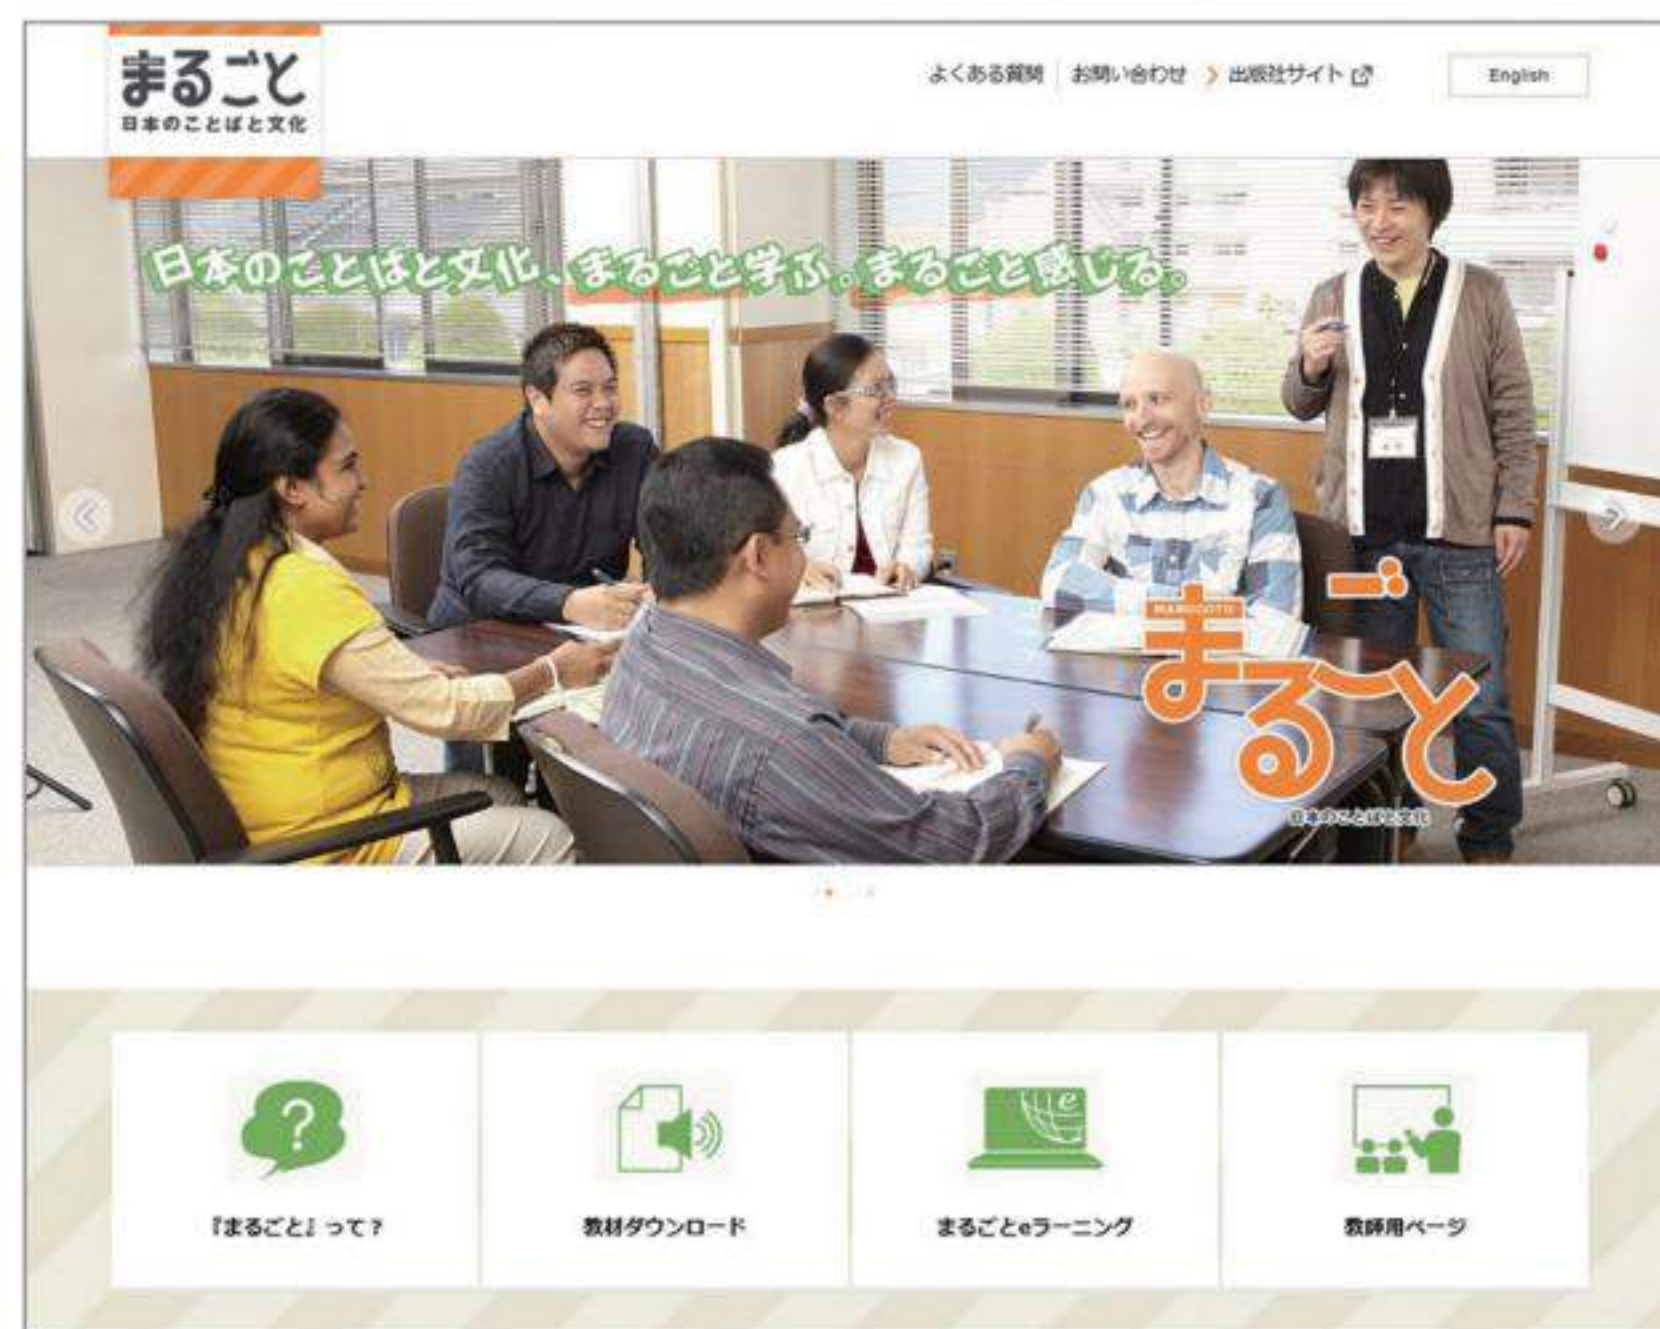 まるごと
日本のことばと文化
よくある質問
お問い合わせ
出版社サイト
English
日本のことばと文化、まるごと学ぶ。まるごと感じる。
MARUGOTO
まるごと
日本のことばと文化
『まるごと』って？
教材ダウンロード
まるごとeラーニング
教師用ページ